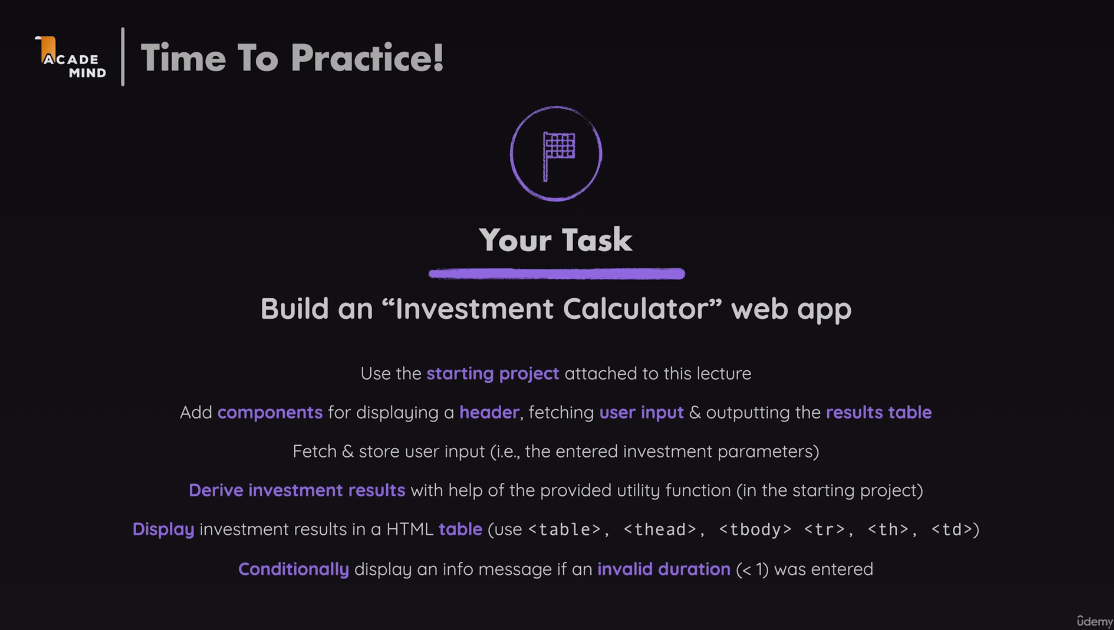 ACADE
MIND
Time To Practice!
Your Task
Build an “Investment Calculator” web app
Use the starting project attached to this lecture
Add components for displaying a header, fetching user input & outputting the results table
Fetch & store user input (i.e., the entered investment parameters)
Derive investment results with help of the provided utility function (in the starting project)
Display investment results in a HTML table (use <table>, <thead>, <tbody> <tr>, <th>, <td>)
Conditionally display an info message if an invalid duration (< 1) was entered
ûdemy